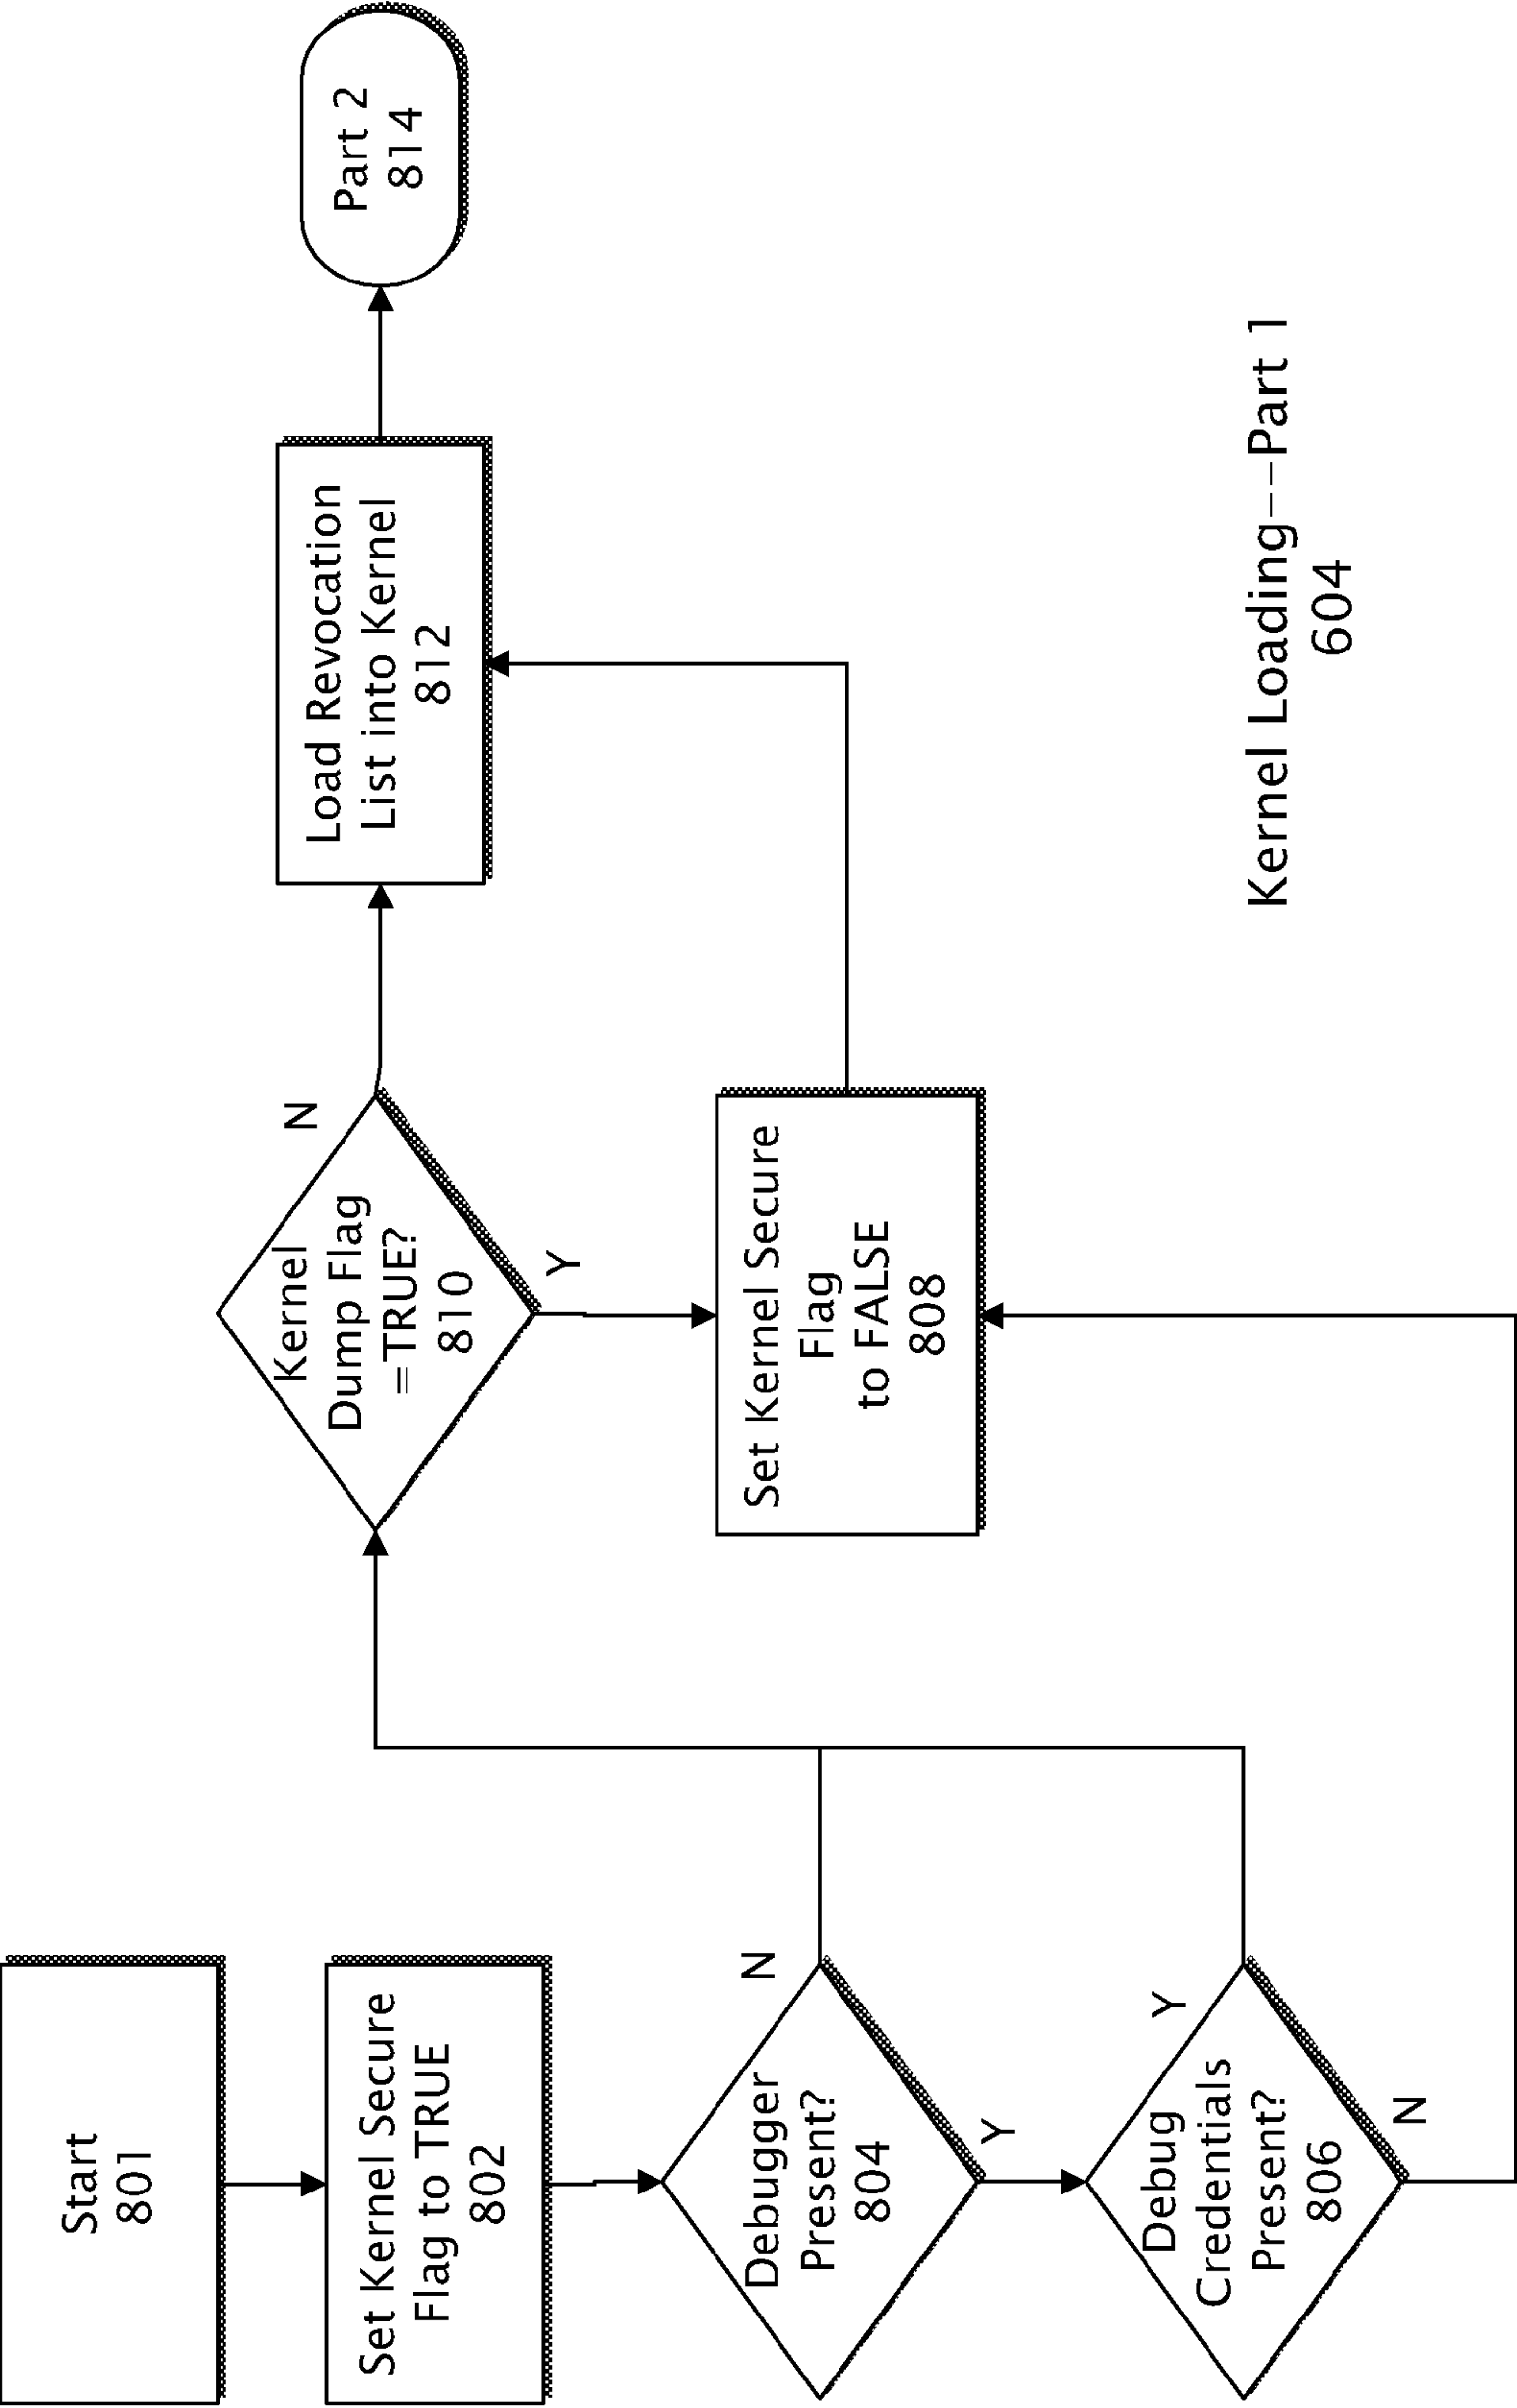 Start
801
Set Kernel Secure
Flag to TRUE
802
Debugger
Present?
804
N
Y
Debug
Credentials
Present?
806
Y
N
Kernel
Dump Flag
=TRUE?
810
N
Y
Set Kernel Secure
Flag
to FALSE
808
Load Revocation
List into Kernel
812
Part 2
814
Kernel Loading--Part 1
604